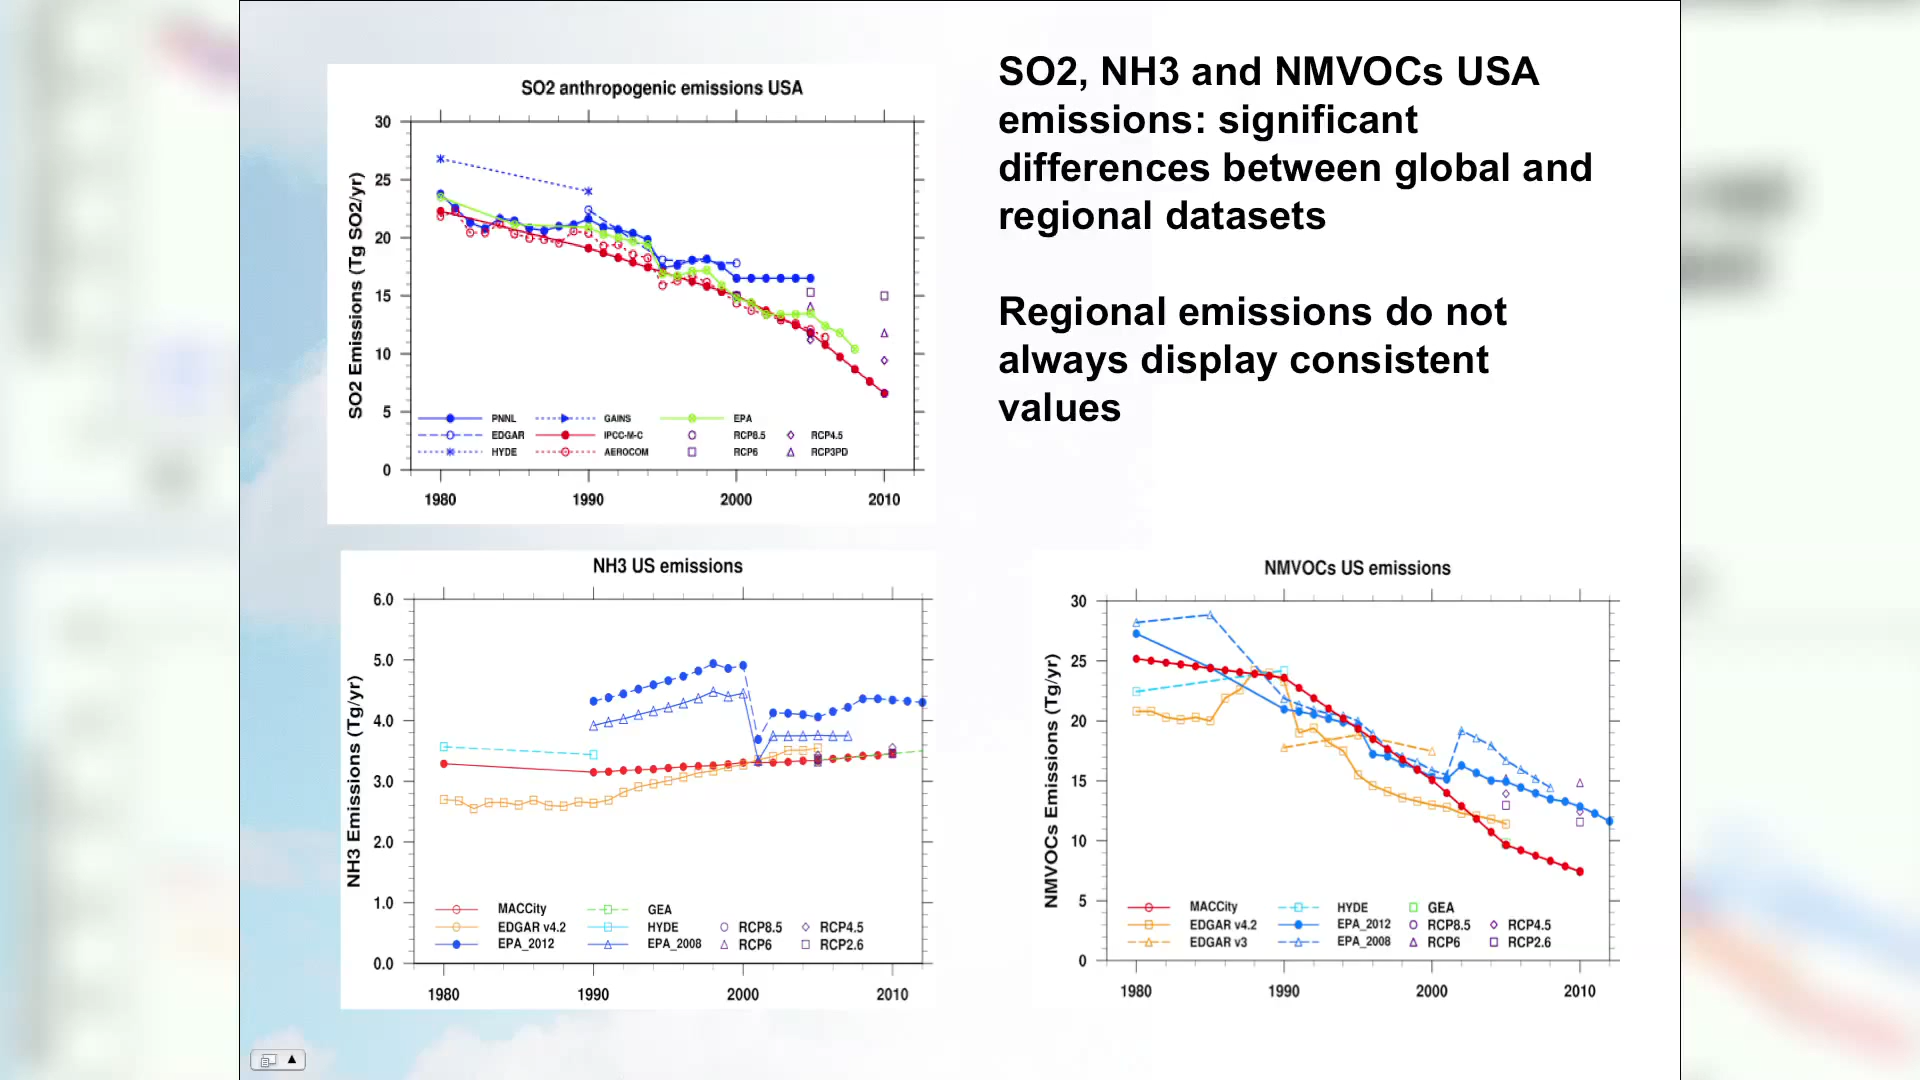 SO2 anthropogenic emissions USA
SO2 Emissions (Tg SO2/yr)
30
25
20
15
10
5
0
PNNL
GAINS
EPA
EDGAR
IPCC-M-C
RCP8.5
RCP4.5
HYDE
AEROCOM
RCP6
RCP3PD
1980
1990
2000
2010
SO2, NH3 and NMVOCs USA
emissions: significant
differences between global and
regional datasets
Regional emissions do not
always display consistent
values
NH3 US emissions
NH3 Emissions (Tg/yr)
6.0
5.0
4.0
3.0
2.0
1.0
0.0
MACCity
GEA
EDGAR v4.2
HYDE
RCP8.5
RCP4.5
EPA_2012
EPA_2008
RCP6
RCP2.6
1980
1990
2000
2010
NMVOCs US emissions
NMVOCs Emissions (Tg/yr)
30
25
20
15
10
5
0
MACCity
HYDE
GEA
EDGAR v4.2
EPA_2012
RCP8.5
RCP4.5
EDGAR v3
EPA_2008
RCP6
RCP2.6
1980
1990
2000
2010